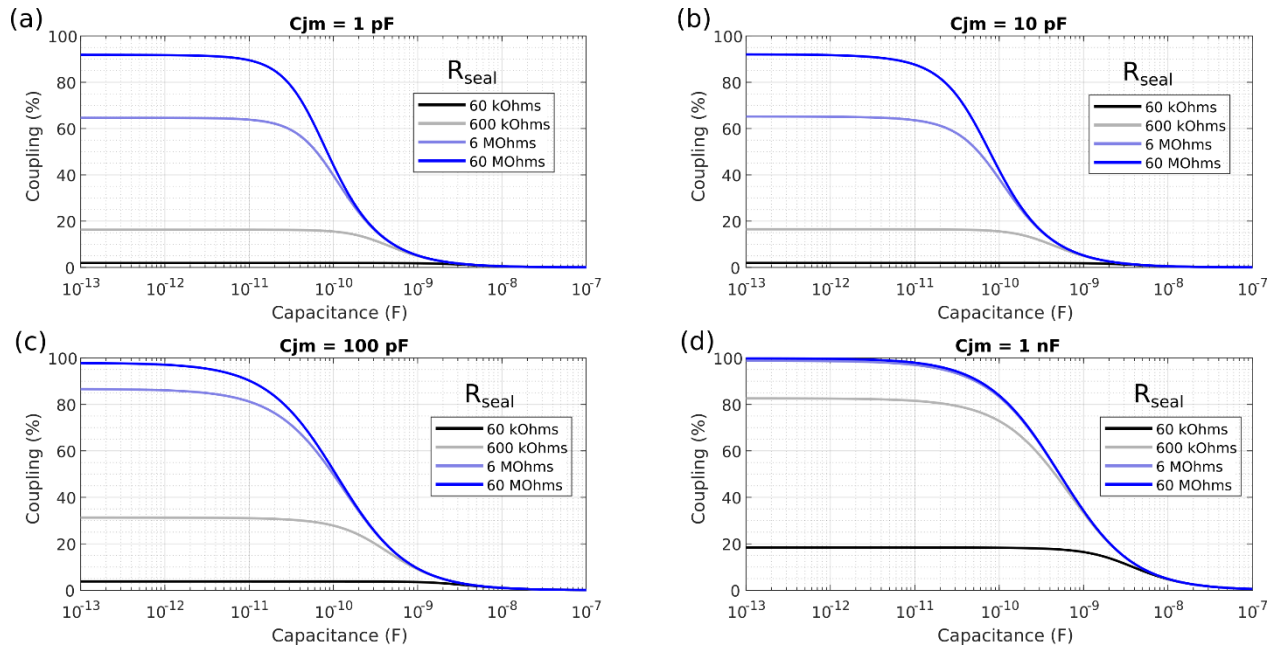 (a)
Cjm = 1 pF
100
80
60
40
20
0
Coupling (%)
R_seal
60 kOhms
600 kOhms
6 MOhms
60 MOhms
10^-13 10^-12 10^-11 10^-10 10^-9 10^-8 10^-7
Capacitance (F)
(b)
Cjm = 10 pF
100
80
60
40
20
0
Coupling (%)
R_seal
60 kOhms
600 kOhms
6 MOhms
60 MOhms
10^-13 10^-12 10^-11 10^-10 10^-9 10^-8 10^-7
Capacitance (F)
(c)
Cjm = 100 pF
100
80
60
40
20
0
Coupling (%)
R_seal
60 kOhms
600 kOhms
6 MOhms
60 MOhms
10^-13 10^-12 10^-11 10^-10 10^-9 10^-8 10^-7
Capacitance (F)
(d)
Cjm = 1 nF
100
80
60
40
20
0
Coupling (%)
R_seal
60 kOhms
600 kOhms
6 MOhms
60 MOhms
10^-13 10^-12 10^-11 10^-10 10^-9 10^-8 10^-7
Capacitance (F)